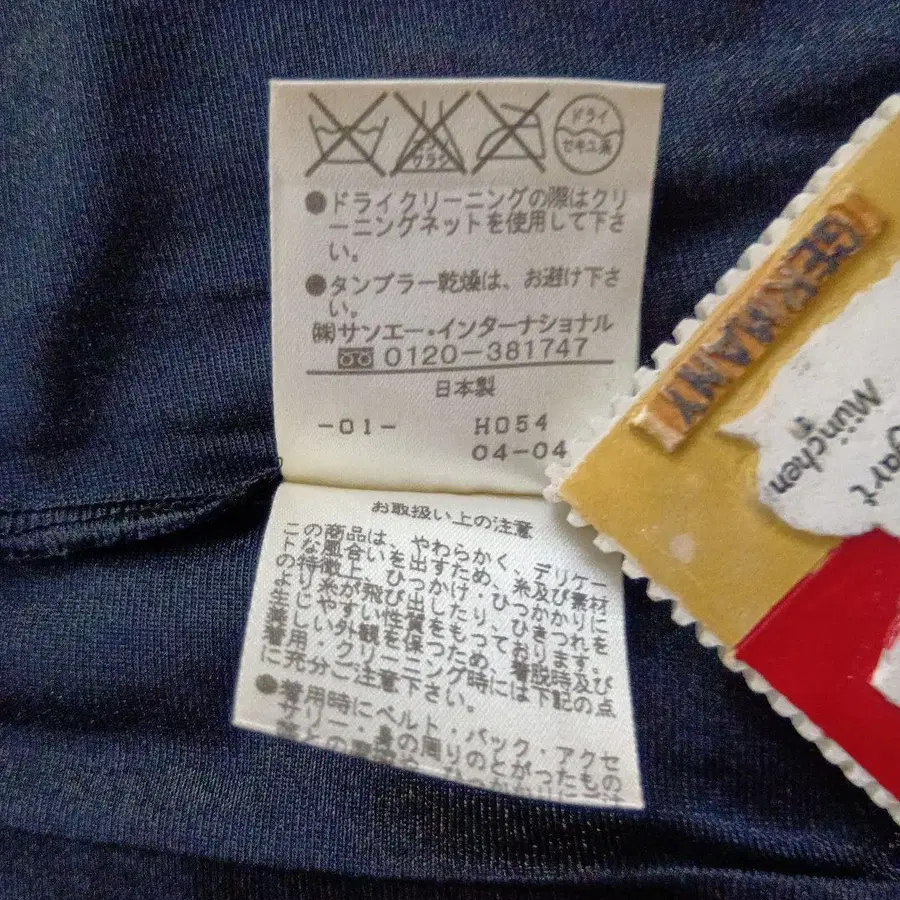 エンソ
サラシ
ドライ
セキユ系
●ドライクリーニングの際はクリ
ーニングネットを使用して下さ
い。
●タンブラー乾燥は、お避け下さ
い。
㈱サンエー・インターナショナル
0120-381747
日本製
-01- H054
04-04
お取扱い上の注意
この商品は、やわらかく デリケー
トな風合いを出すため、糸及び素材
の特徴上、ひっかけ・ひっかかりに
より糸が飛び出したり、ひきつれを
生じやすい性質をもっております。
美しい外観を保つため、着脱時及び
着用 クリーニング時には下記の点
に充分ご注意下さい。
●着用時にベルト・バック・アクセ
サリー・身の周りのとがったもの
GERMANY
gart
München